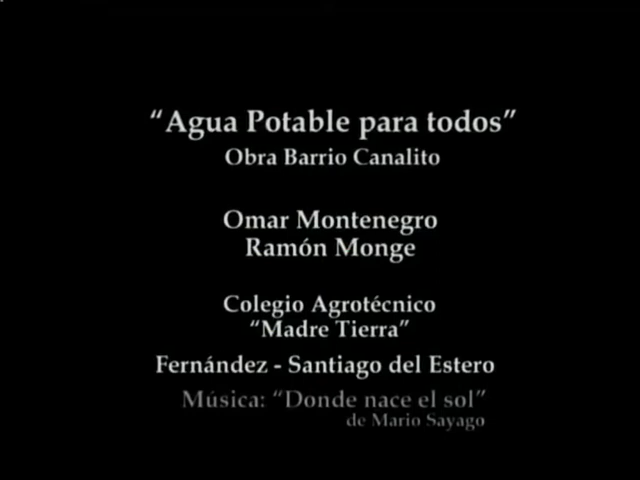 “Agua Potable para todos”
Obra Barrio Canalito
Omar Montenegro
Ramón Monge
Colegio Agrotécnico
“Madre Tierra”
Fernández - Santiago del Estero
Música: “Donde nace el sol”
de Mario Sayago